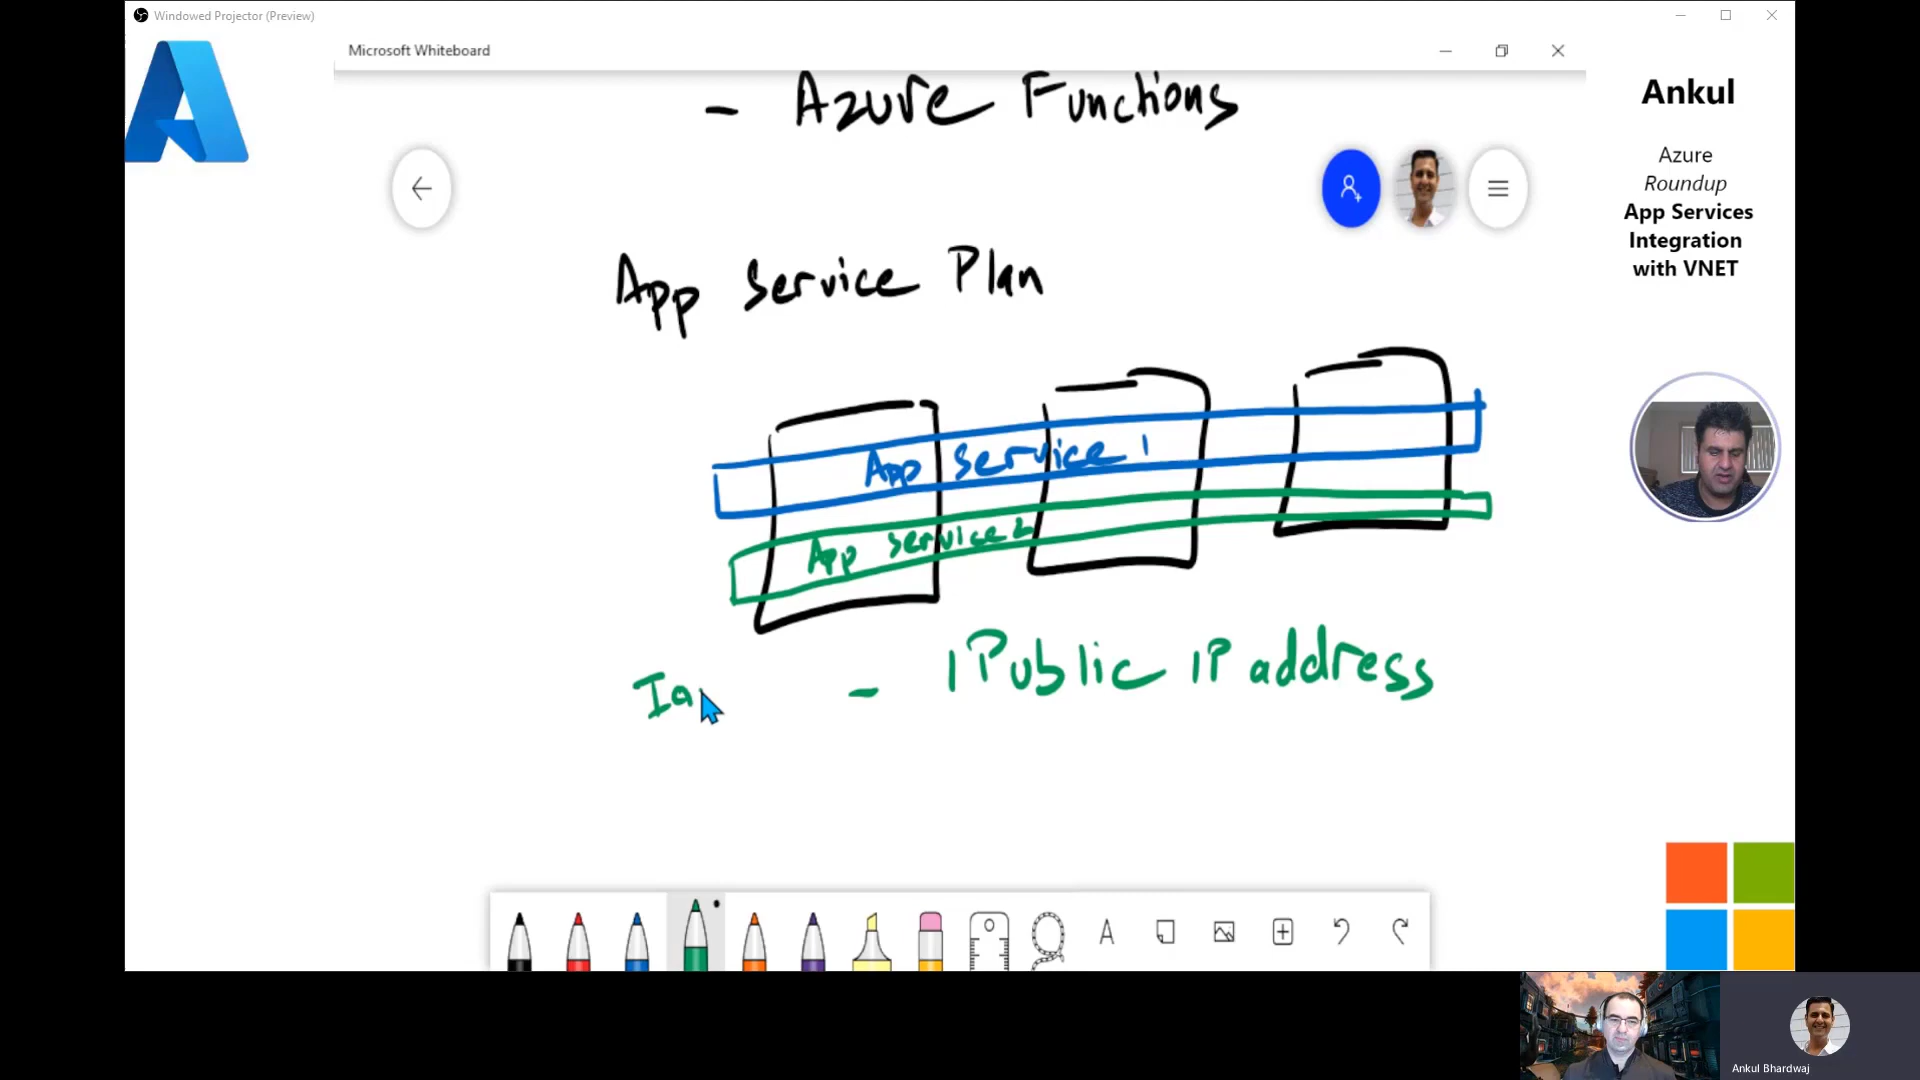 Windowed Projector (Preview)
Microsoft Whiteboard
- Azure Functions
Ankul
Azure
Roundup
App Services
Integration
with VNET
App Service Plan
App Service 1
App Service 2
- 1 Public IP address
Ia
Ankul Bhardwaj